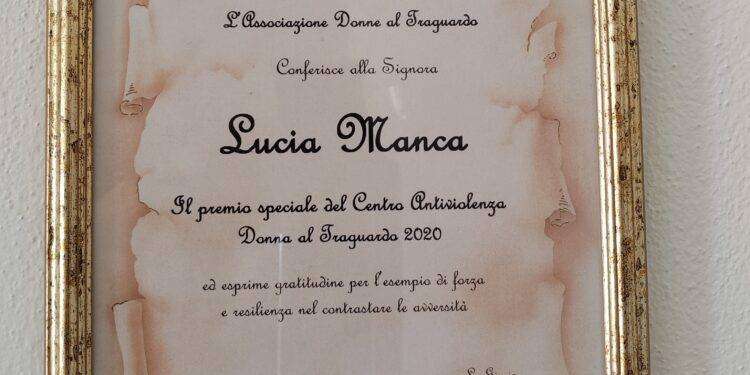 L'Associazione Donne al Traguardo
Conferisce alla Signora
Lucia Manca
Il premio speciale del Centro Antiviolenza
Donna al Traguardo 2020
ed esprime gratitudine per l'esempio di forza
e resilienza nel contrastare le avversità